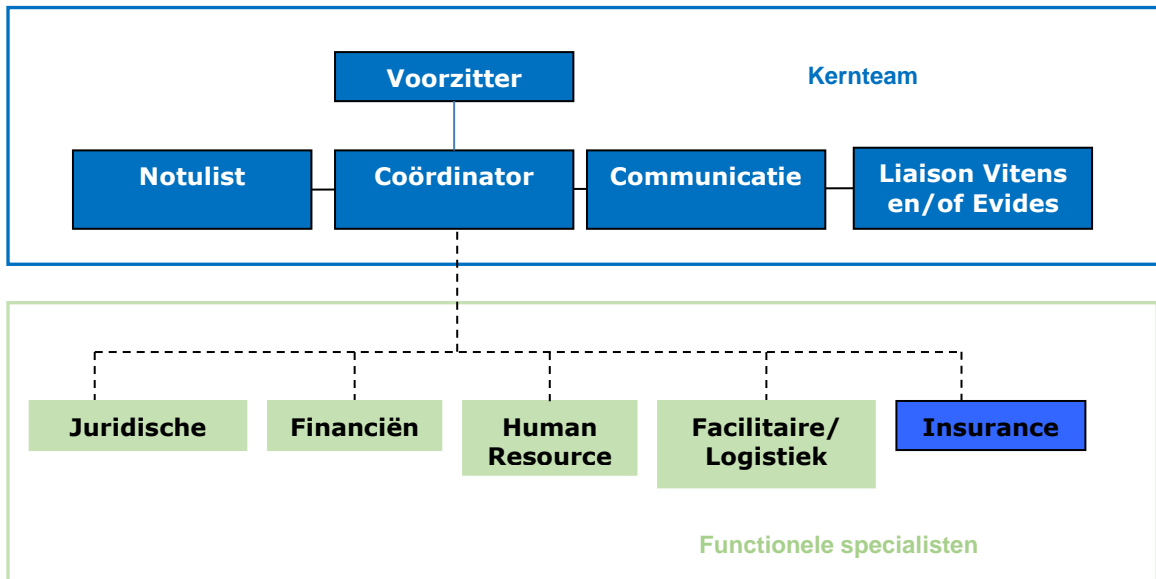 Voorzitter
Kernteam
Notulist
Coördinator
Communicatie
Liaison Vitens
en/of Evides
Juridische
Financiën
Human
Resource
Facilitaire/
Logistiek
Insurance
Functionele specialisten